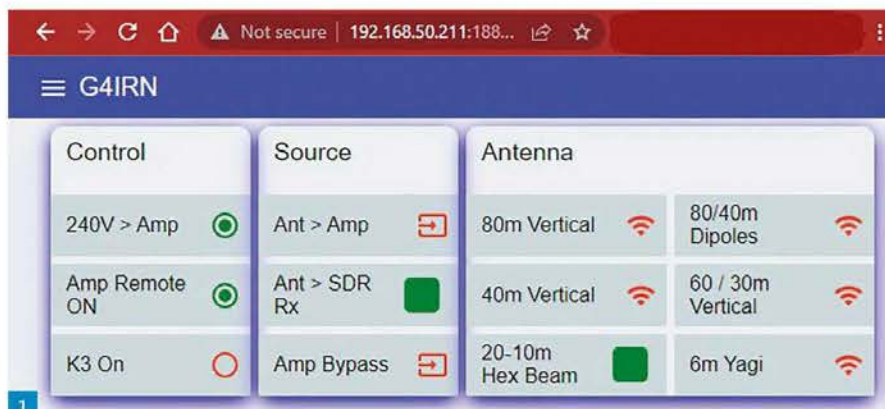 Not secure | 192.168.50.211:188...
G4IRN
Control
240V > Amp
Amp Remote
ON
K3 On
Source
Ant > Amp
Ant > SDR
Rx
Amp Bypass
Antenna
80m Vertical
80/40m
Dipoles
40m Vertical
60 / 30m
Vertical
20-10m
Hex Beam
6m Yagi
1